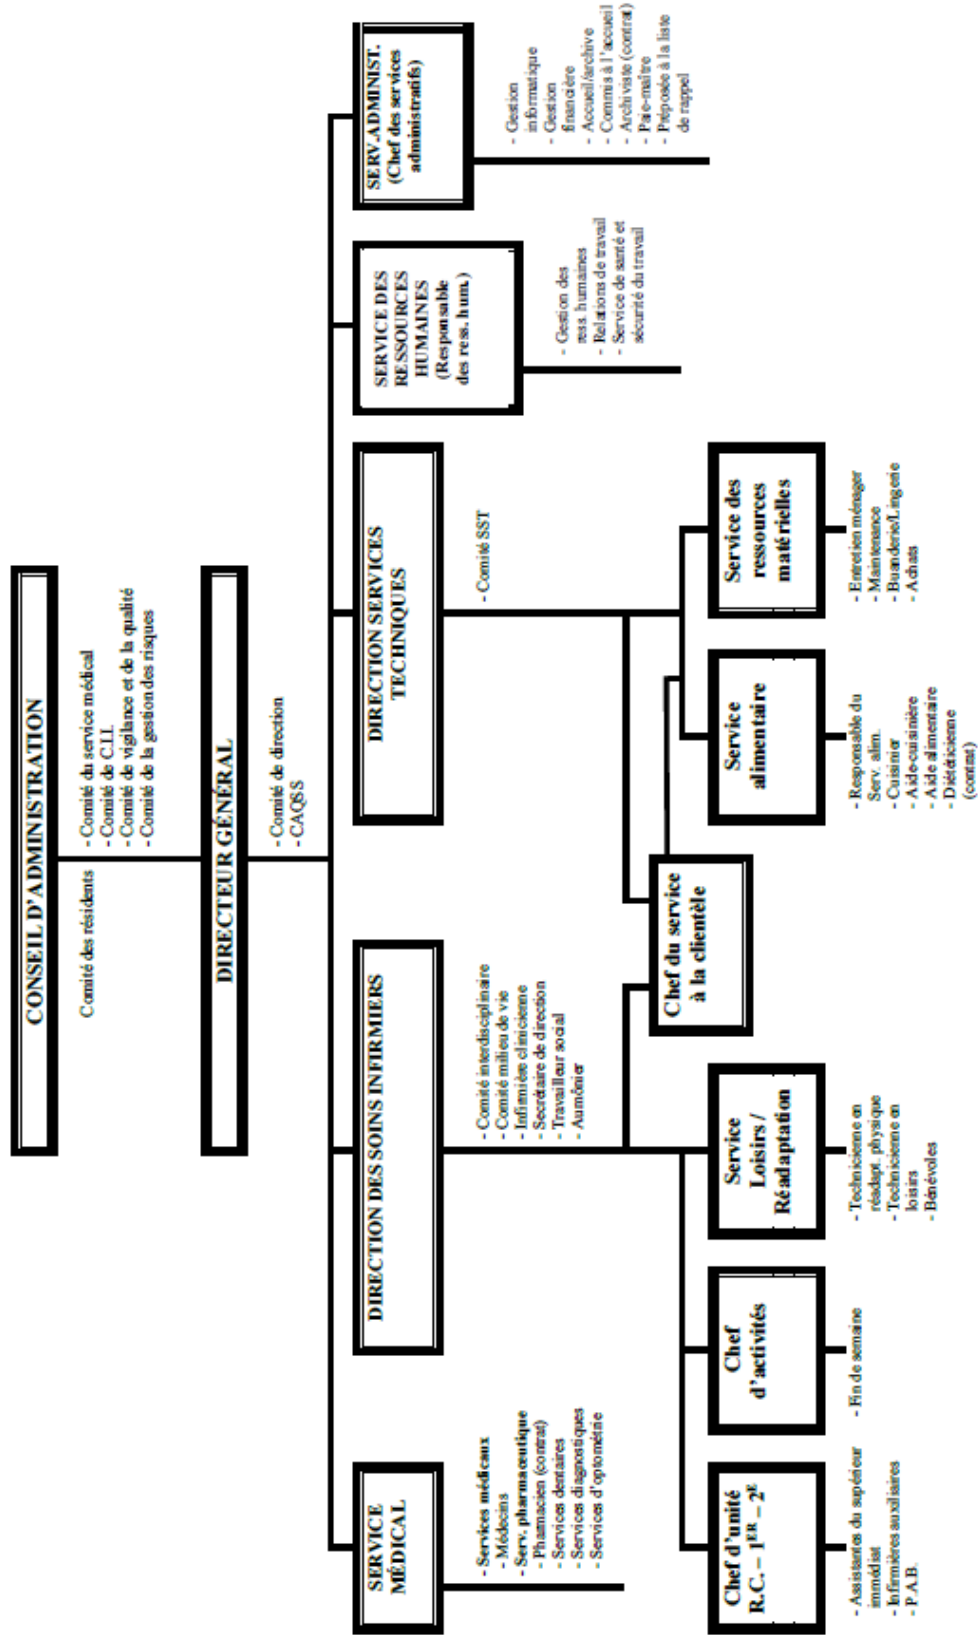 CONSEIL D'ADMINISTRATION
Comité des résidents
- Comité du service médical
- Comité de C.I.I.
- Comité de vigilance et de la qualité
- Comité de la gestion des risques
DIRECTEUR GÉNÉRAL
- Comité de direction
- CAQSS
SERVICE
MÉDICAL
- Services médicaux
- Médecins
- Serv. pharmaceutique
- Pharmacien (contrat)
- Services dentaires
- Services diagnostiques
- Services d'optométrie
DIRECTION DES SOINS INFIRMIERS
- Comité interdisciplinaire
- Comité milieu de vie
- Infirmière clinicienne
- Secrétaire de direction
- Travailleur social
- Aumônier
DIRECTION SERVICES
TECHNIQUES
- Comité SST
SERVICE DES
RESSOURCES
HUMAINES
(Responsable
des ress. hum.)
- Gestion des
ress. humaines
- Relations de travail
- Service de santé et
sécurité du travail
SERV.ADMINIST.
(Chef des services
administratifs)
- Gestion
informatique
- Gestion
financière
- Accueil/archive
- Commis à l'accueil
- Archiviste (contrat)
- Paie-maître
- Préposée à la liste
de rappel
Chef du service
à la clientèle
Chef d'unité
R.C. – 1ER – 2E
- Assistantes du supérieur
immédiat
- Infirmières auxiliaires
- P.A.B.
Chef
d'activités
- Fin de semaine
Service
Loisirs /
Réadaptation
- Technicienne en
réadapt. physique
- Technicienne en
loisirs
- Bénévoles
Service
alimentaire
- Responsable du
Serv. alim.
- Cuisinier
- Aide-cuisinière
- Aide alimentaire
- Diététicienne
(contrat)
Service des
ressources
matérielles
- Entretien ménager
- Maintenance
- Buanderie/Lingerie
- Achats